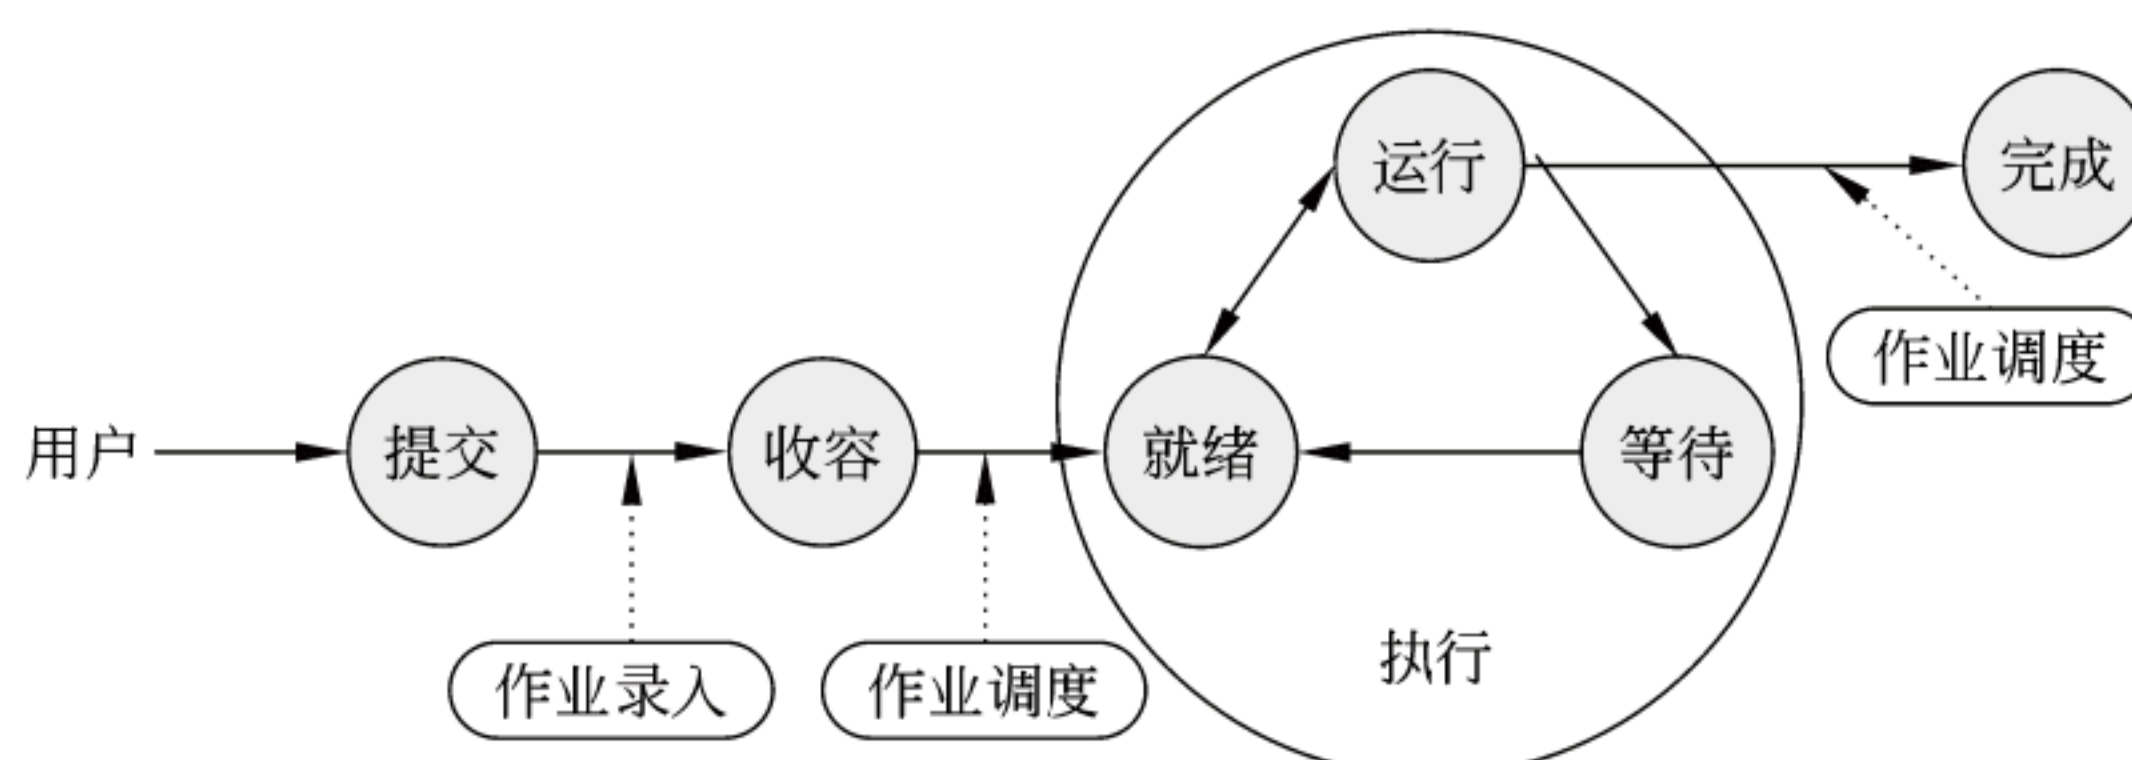 运行
完成
作业调度
用户
提交
收容
就绪
等待
执行
作业录入
作业调度